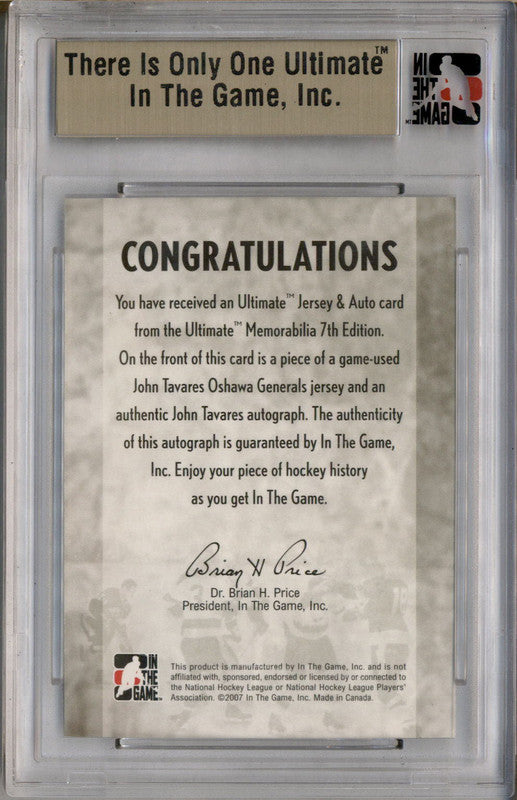 There Is Only One Ultimate™
In The Game, Inc.
IN
THE
GAME
TM
CONGRATULATIONS
You have received an Ultimate™ Jersey & Auto card
from the Ultimate™ Memorabilia 7th Edition.
On the front of this card is a piece of a game-used
John Tavares Oshawa Generals jersey and an
authentic John Tavares autograph. The authenticity
of this autograph is guaranteed by In The Game,
Inc. Enjoy your piece of hockey history
as you get In The Game.
Brian H Price
Dr. Brian H. Price
President, In The Game, Inc.
IN
THE
GAME
This product is manufactured by In The Game, Inc. and is not
affiliated with, sponsored, endorsed or licensed by or connected to
the National Hockey League or National Hockey League Players'
Association. ©2007 In The Game, Inc. Made in Canada.